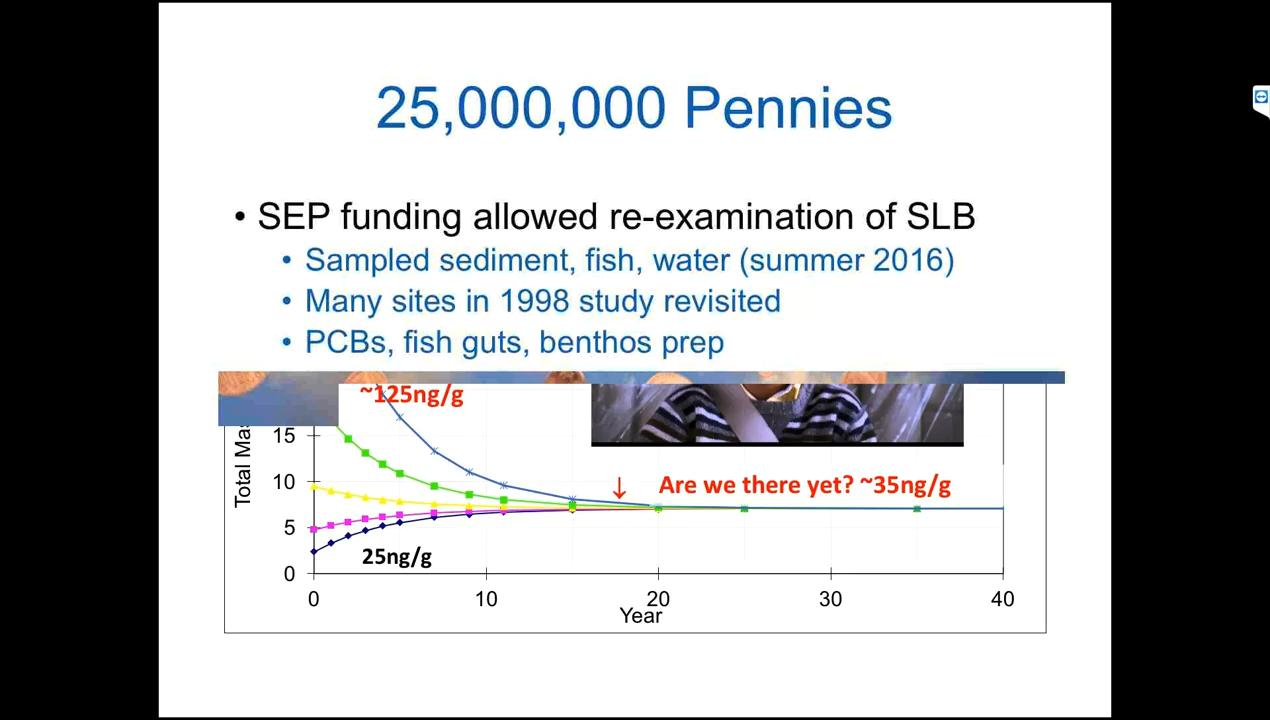 25,000,000 Pennies
• SEP funding allowed re-examination of SLB
• Sampled sediment, fish, water (summer 2016)
• Many sites in 1998 study revisited
• PCBs, fish guts, benthos prep
~125ng/g
15
10
5
0
Total
↓ Are we there yet? ~35ng/g
25ng/g
0 10 20 30 40
Year